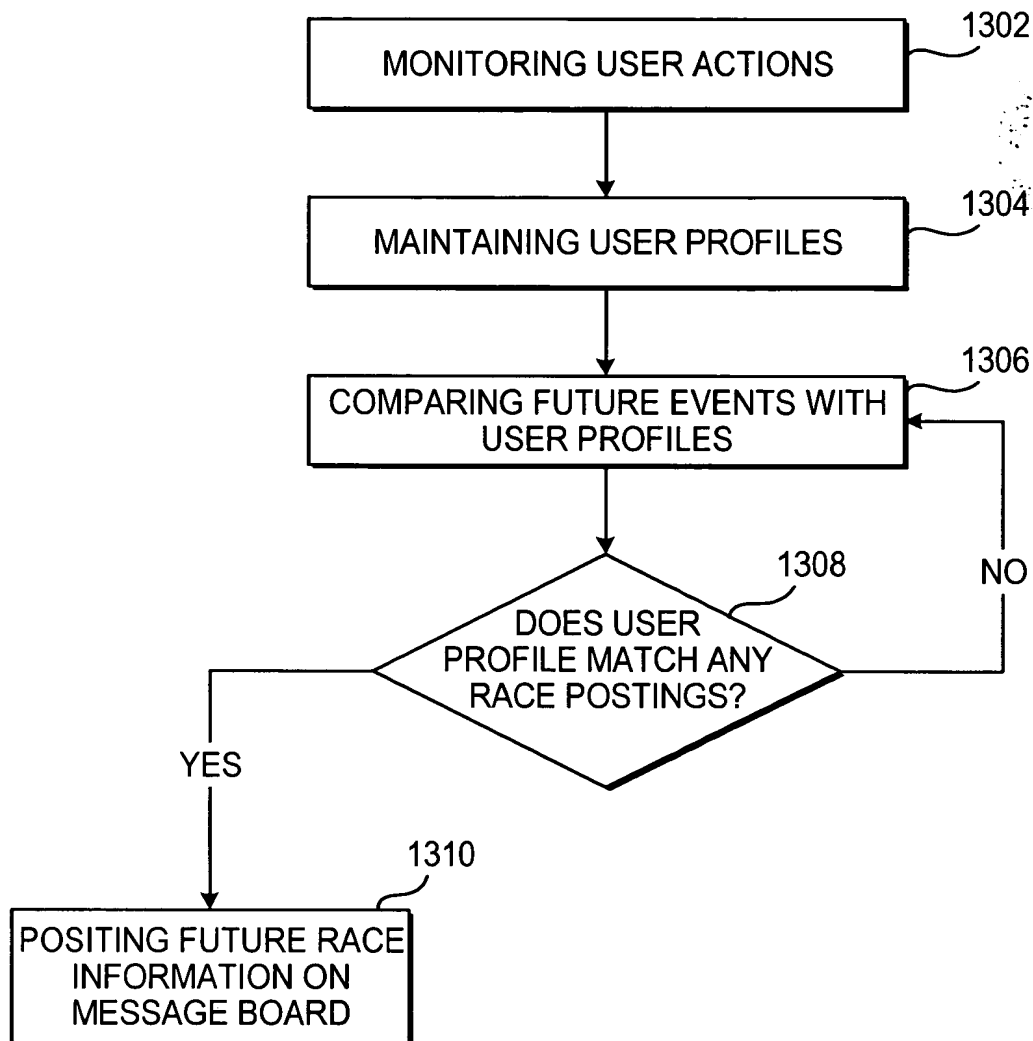 1302
MONITORING USER ACTIONS
1304
MAINTAINING USER PROFILES
1306
COMPARING FUTURE EVENTS WITH
USER PROFILES
1308
DOES USER
PROFILE MATCH ANY
RACE POSTINGS?
NO
YES
1310
POSITING FUTURE RACE
INFORMATION ON
MESSAGE BOARD